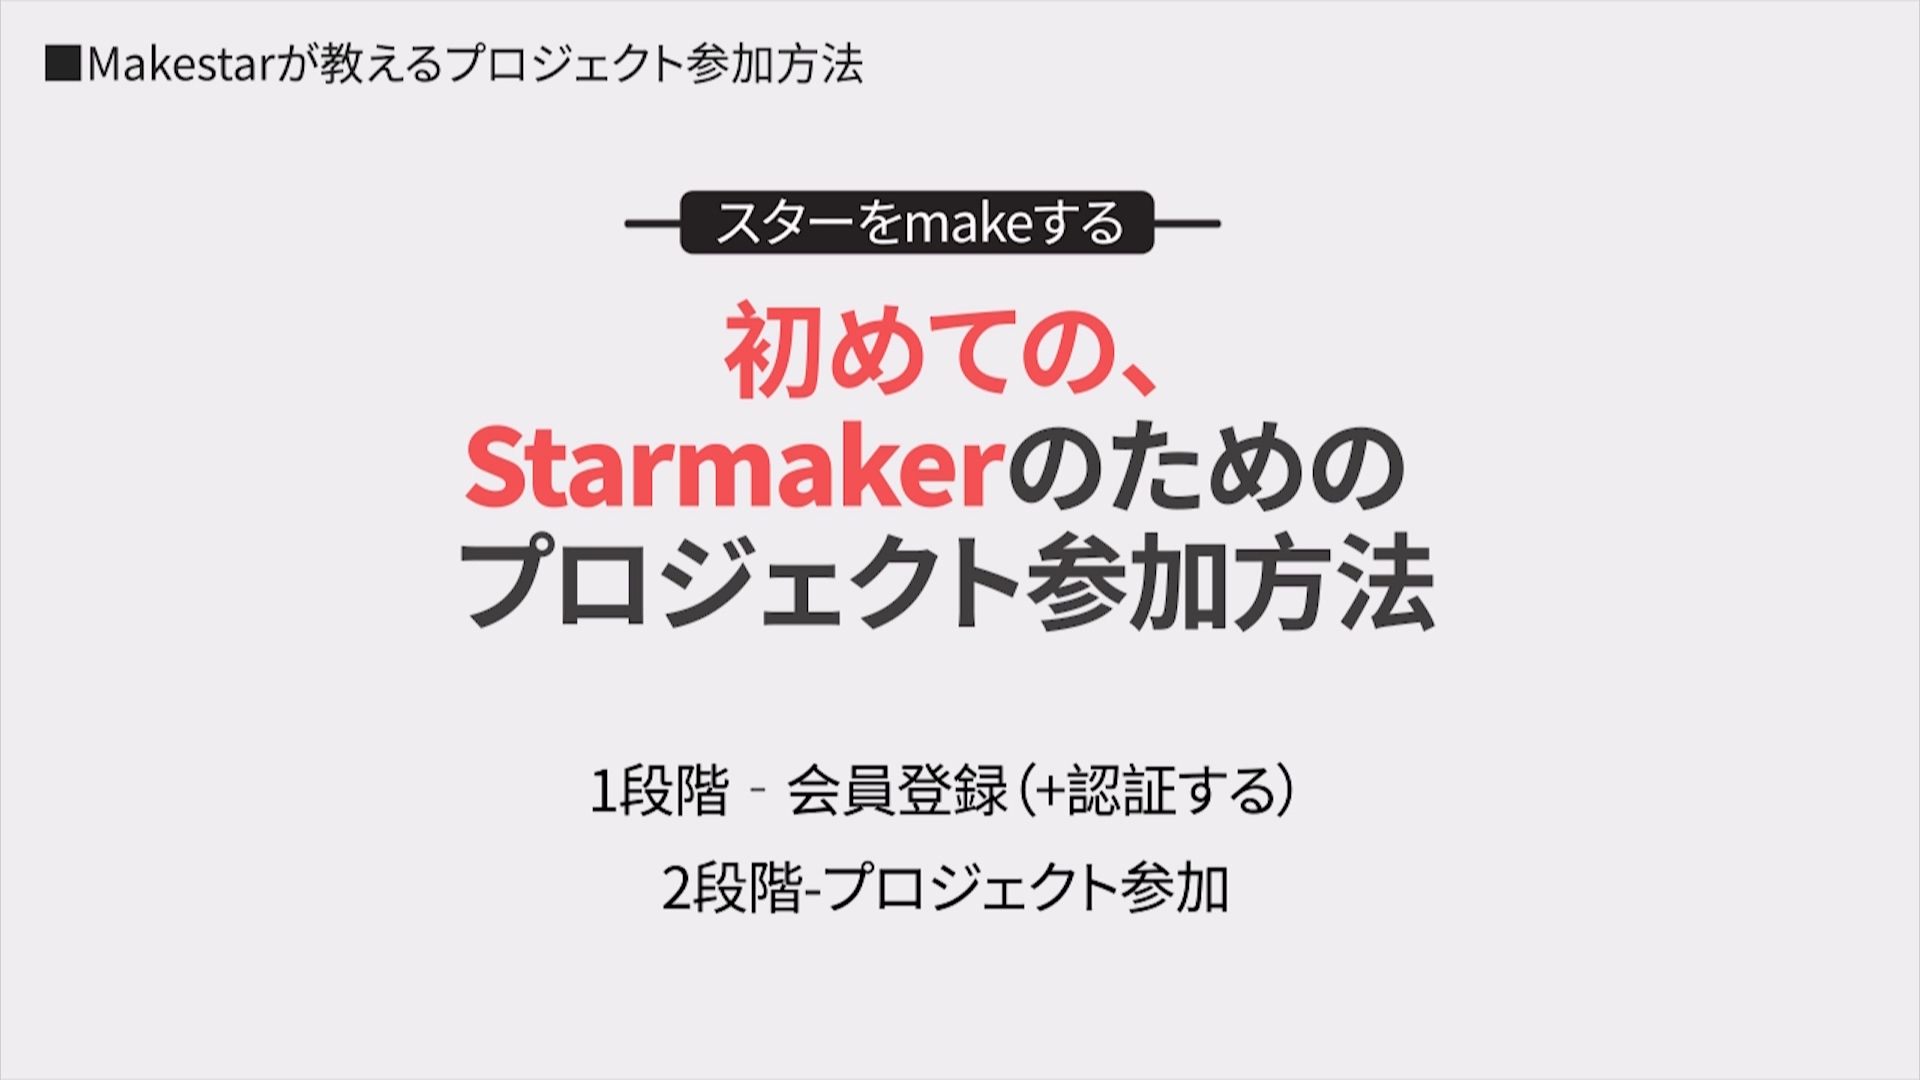 ■Makestarが教えるプロジェクト参加方法
スターをmakeする
初めての、
Starmakerのための
プロジェクト参加方法
1段階 - 会員登録（+認証する）
2段階-プロジェクト参加